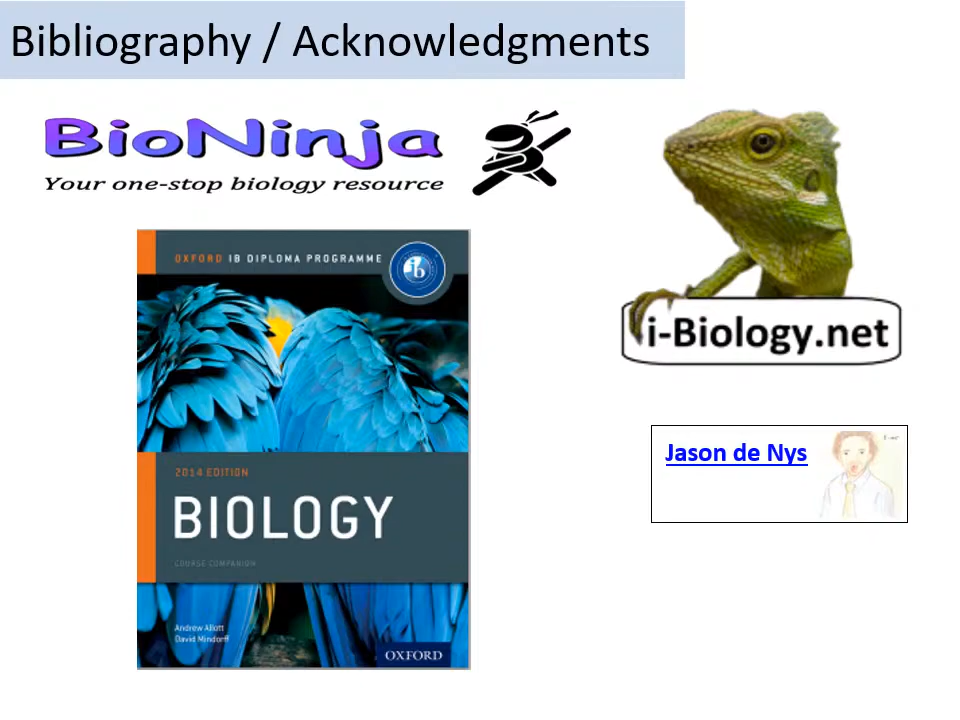 Bibliography / Acknowledgments
BioNinja
Your one-stop biology resource
OXFORD IB DIPLOMA PROGRAMME
ib
2014 EDITION
BIOLOGY
COURSE COMPANION
Andrew Allott
David Mindorff
OXFORD
i-Biology.net
Jason de Nys